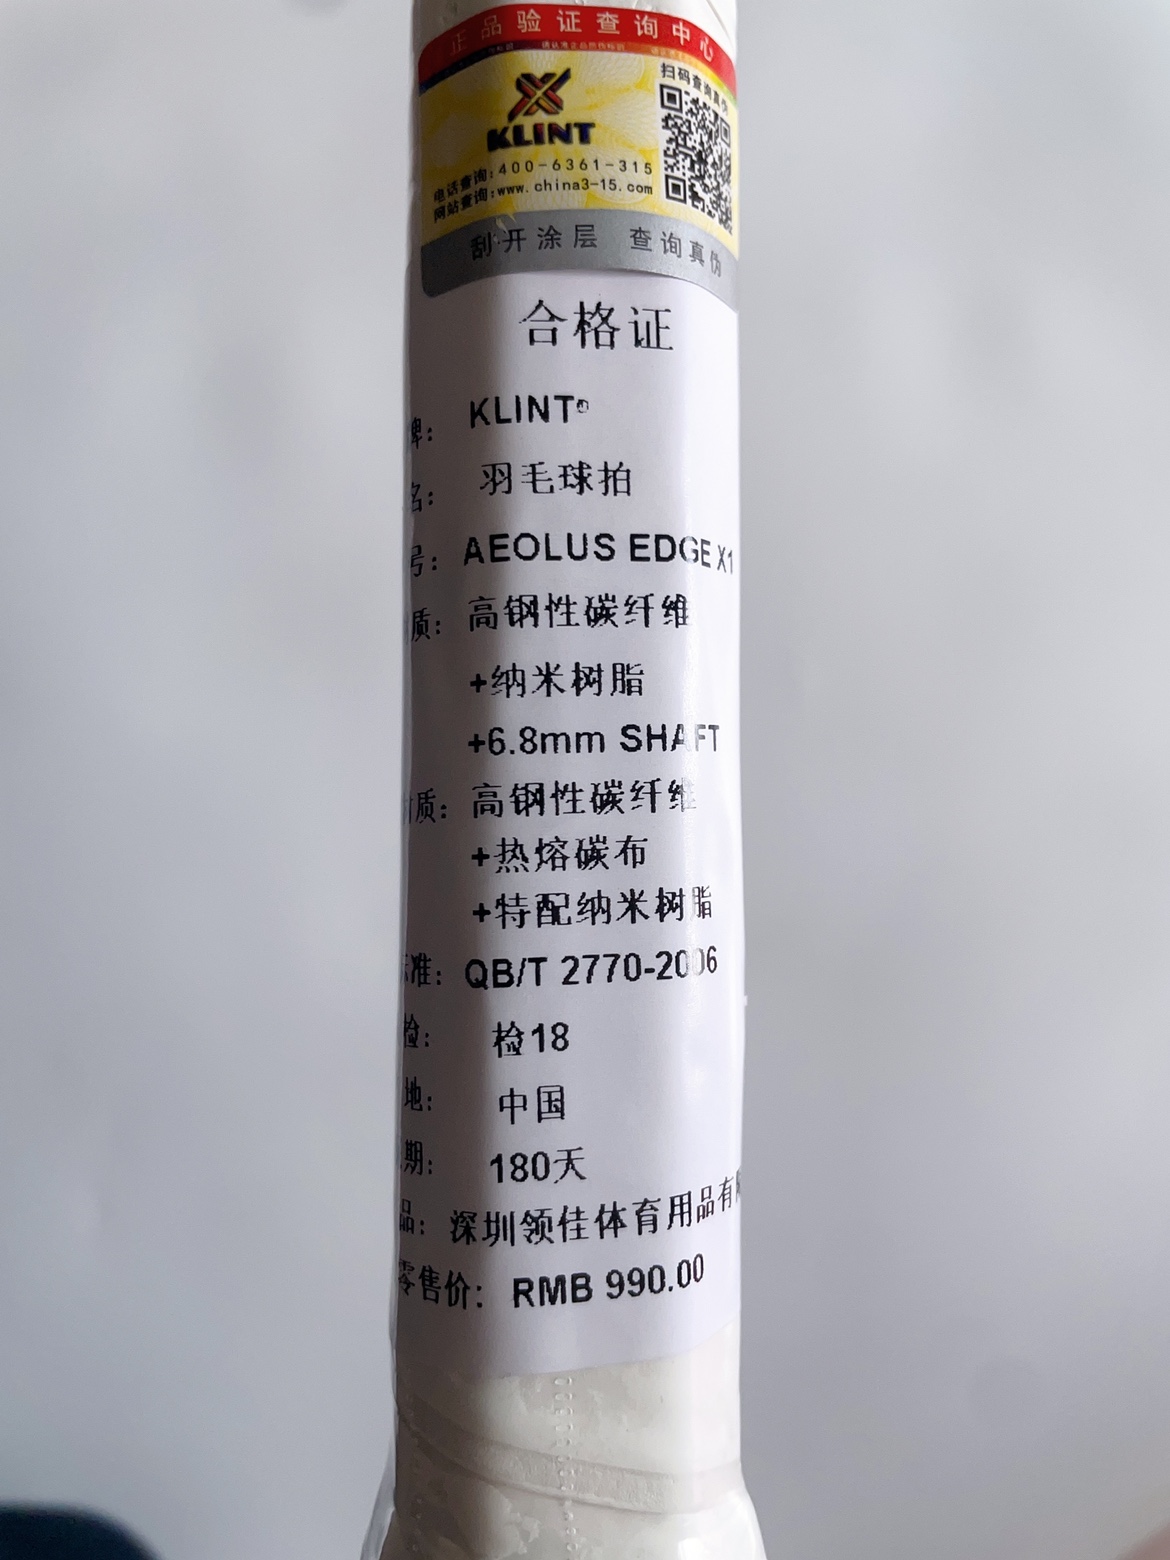 正品验证查询中心
扫码查询真伪
KLINT
电话查询:400-6361-315
网站查询:www.china3-15.com
刮开涂层 查询真伪
合格证
牌: KLINT®
名: 羽毛球拍
号: AEOLUS EDGE X1
质: 高钢性碳纤维
+纳米树脂
+6.8mm SHAFT
材质: 高钢性碳纤维
+热熔碳布
+特配纳米树脂
标准: QB/T 2770-2006
检: 检18
地: 中国
期: 180天
品: 深圳领佳体育用品有
零售价: RMB 990.00